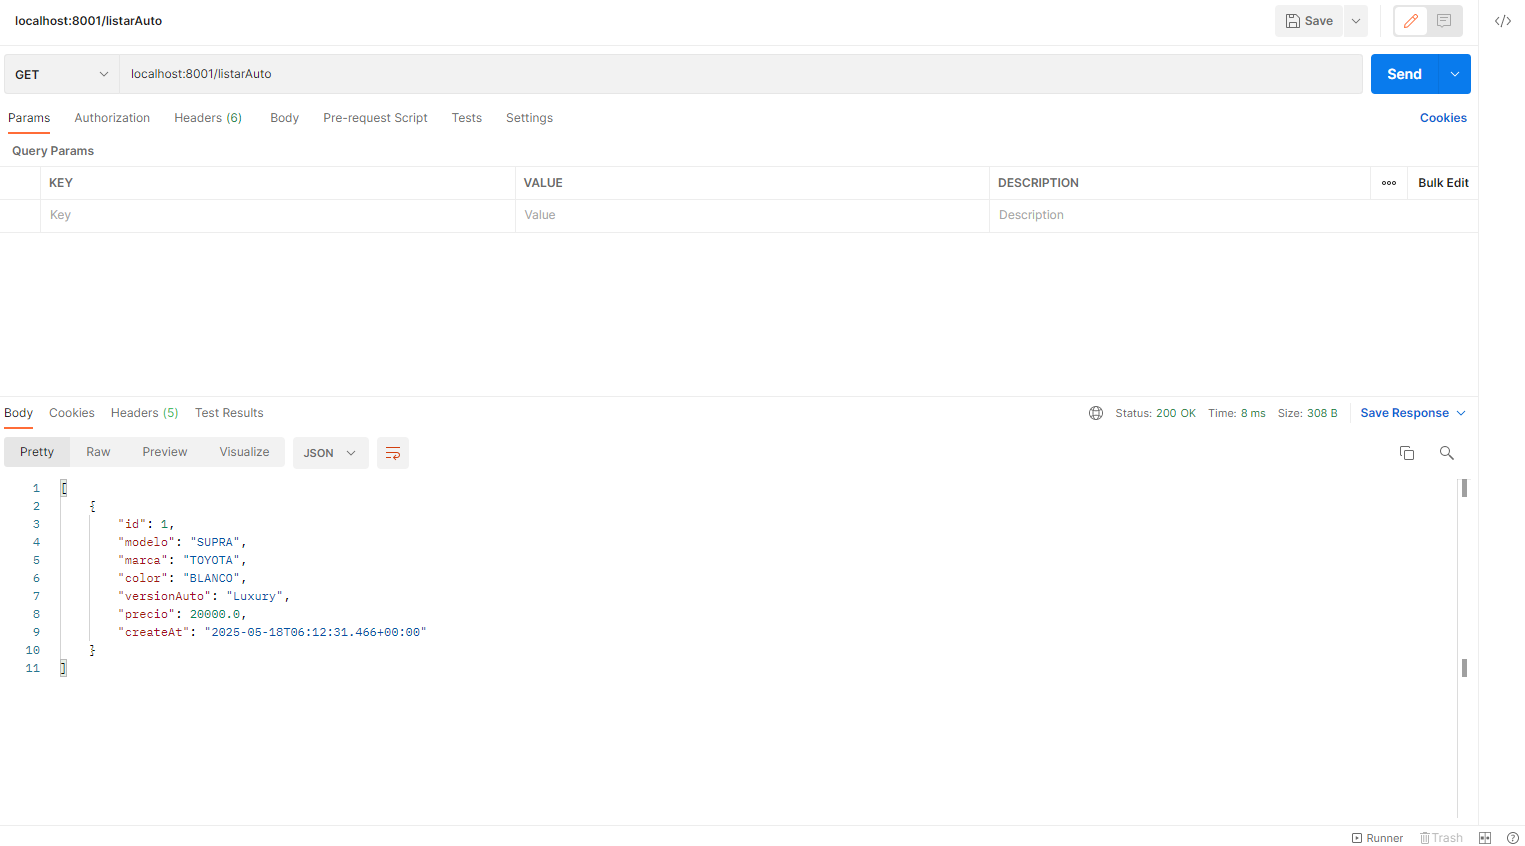 localhost:8001/listarAuto
Save
GET
localhost:8001/listarAuto
Send
Params Authorization Headers (6) Body Pre-request Script Tests Settings Cookies
Query Params
KEY VALUE DESCRIPTION Bulk Edit
Key Value Description
Body Cookies Headers (5) Test Results Status: 200 OK Time: 8 ms Size: 308 B Save Response
Pretty Raw Preview Visualize JSON
1 [
2 {
3 "id": 1,
4 "modelo": "SUPRA",
5 "marca": "TOYOTA",
6 "color": "BLANCO",
7 "versionAuto": "Luxury",
8 "precio": 20000.0,
9 "createAt": "2025-05-18T06:12:31.466+00:00"
10 }
11 ]
Runner Trash